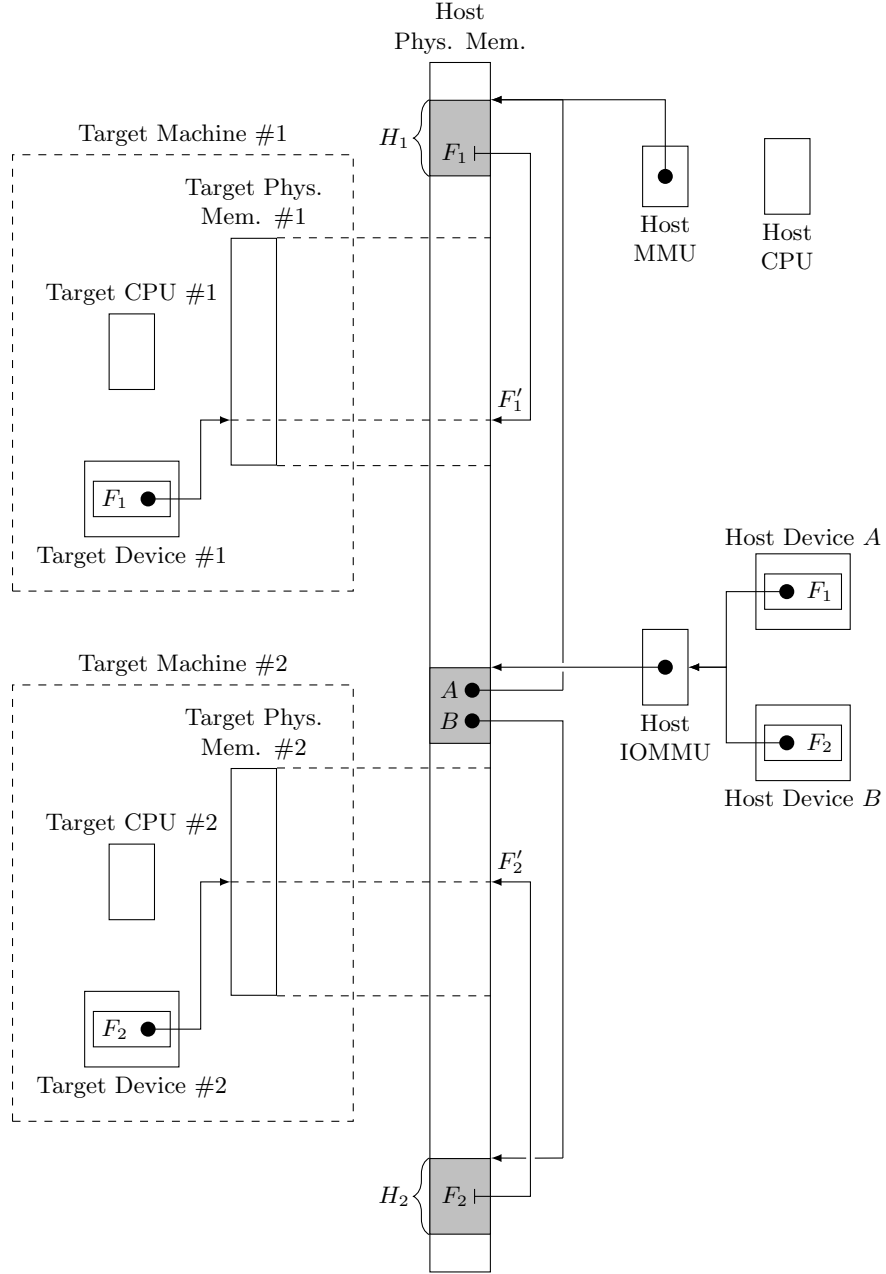 Host
Phys. Mem.
H₁
F₁
Target Machine #1
Target Phys.
Mem. #1
Host
MMU
Host
CPU
Target CPU #1
F₁′
F₁
Target Device #1
Host Device A
F₁
Target Machine #2
A
B
Host
IOMMU
Target Phys.
Mem. #2
F₂
Host Device B
Target CPU #2
F₂′
F₂
Target Device #2
H₂
F₂